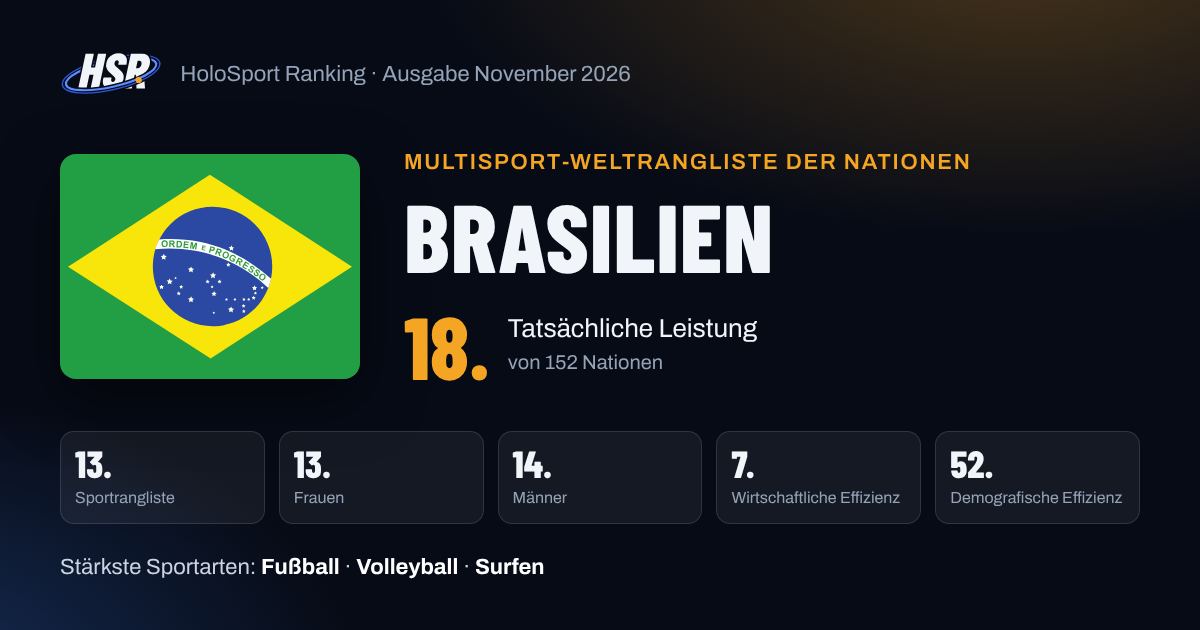 HSR HoloSport Ranking · Ausgabe November 2026
MULTISPORT-WELTRANGLISTE DER NATIONEN
ORDEM E PROGRESSO
BRASILIEN
18. Tatsächliche Leistung
von 152 Nationen
13.
Sportrangliste
13.
Frauen
14.
Männer
7.
Wirtschaftliche Effizienz
52.
Demografische Effizienz
Stärkste Sportarten: Fußball · Volleyball · Surfen